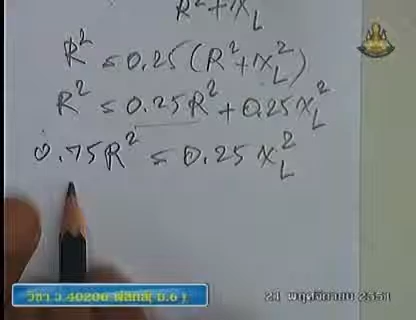 R² + X_L
R² = 0.25 (R² + X_L²)
R² = 0.25R² + 0.25X_L²
0.75R² = 0.25 X_L²
วิชา ว.40206 ฟิสิกส์( ม.6 )
24 พฤศจิกายน 2551